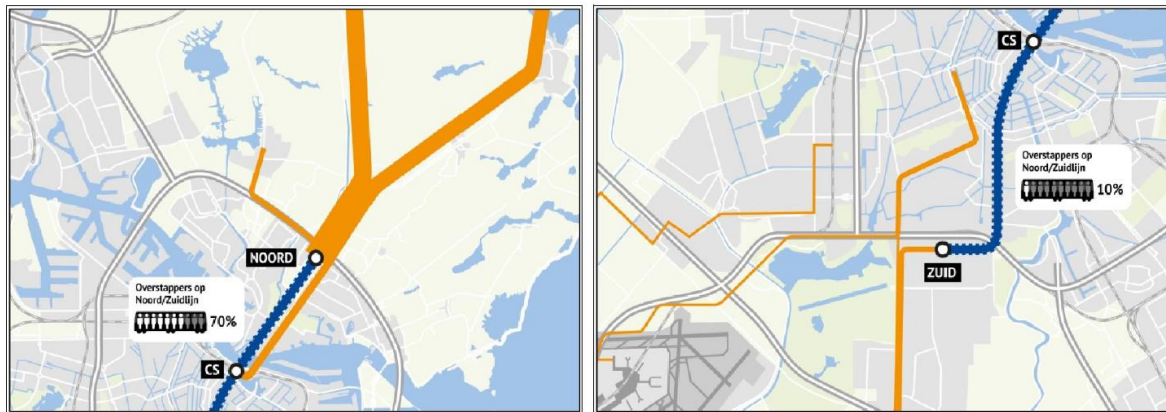 NOORD
Overstappers op
Noord/Zuidlijn
70%
CS
CS
Overstappers op
Noord/Zuidlijn
10%
ZUID